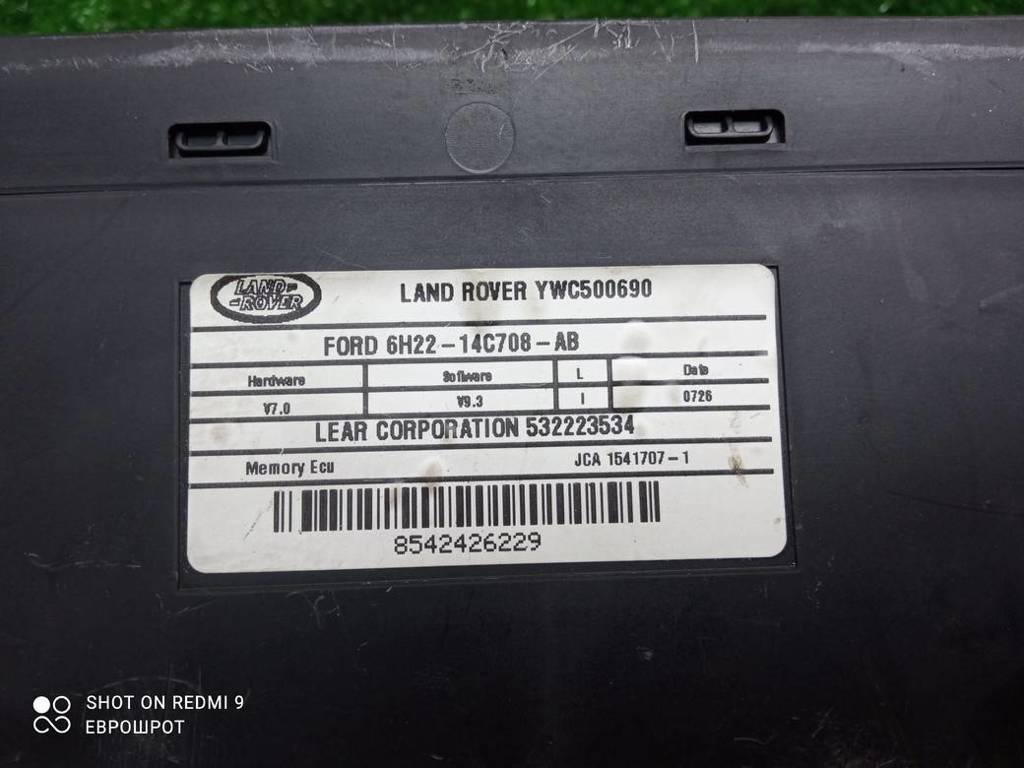 LAND-
-ROVER
LAND ROVER YWC500690
FORD 6H22-14C708-AB
Hardware Software L Date
V7.0 V9.3 I 0726
LEAR CORPORATION 532223534
Memory Ecu JCA 1541707-1
8542426229
SHOT ON REDMI 9
ЕВРОШРОТ